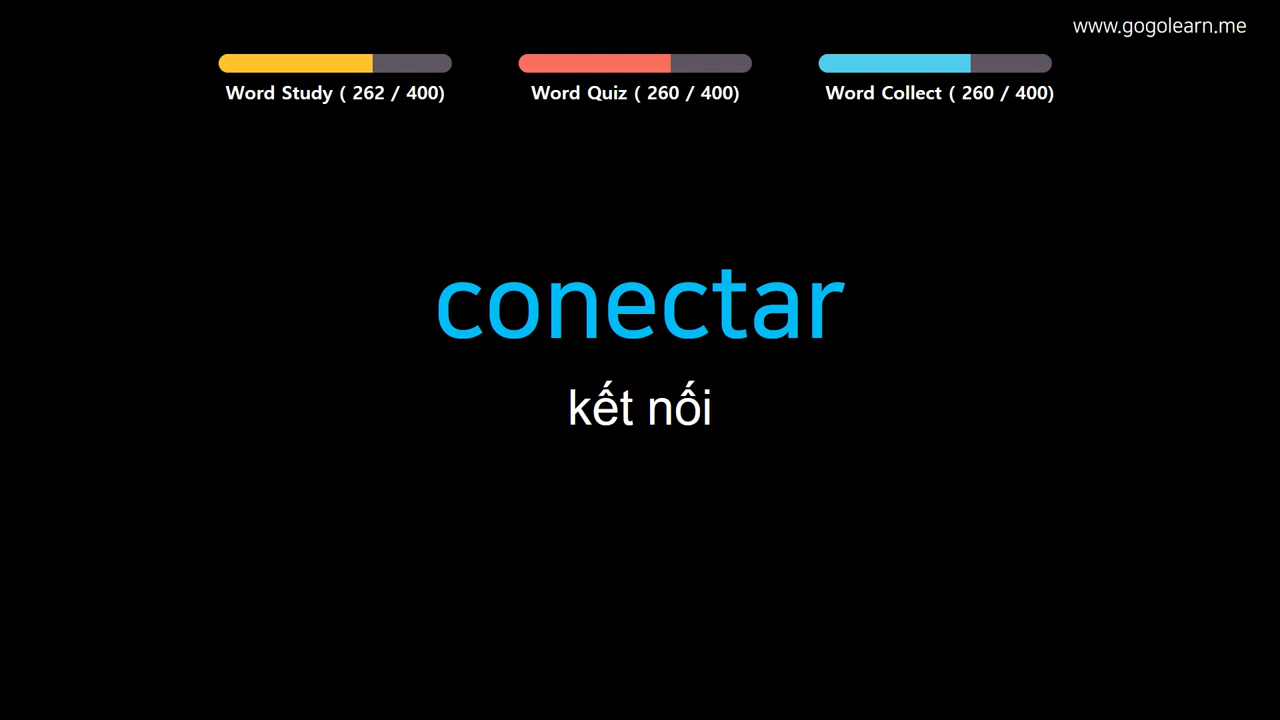 www.gogolearn.me
Word Study ( 262 / 400)
Word Quiz ( 260 / 400)
Word Collect ( 260 / 400)
conectar
kết nối